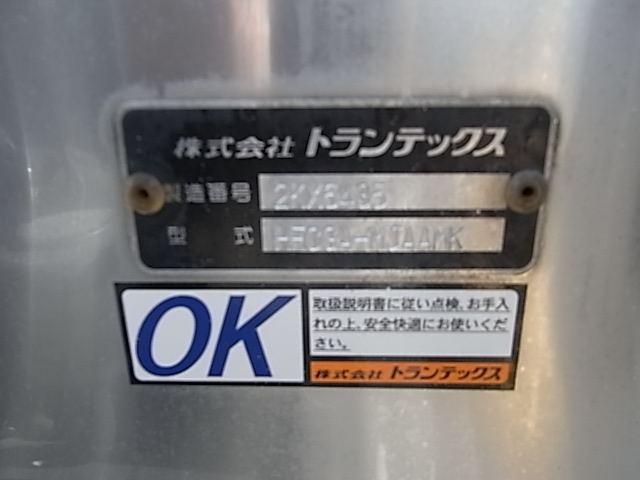 株式会社 トランテックス
製造番号 2KX6435
型 式
OK
取扱説明書に従い点検、お手入
れの上、安全快適にお使いくだ
さい。
株式会社 トランテックス